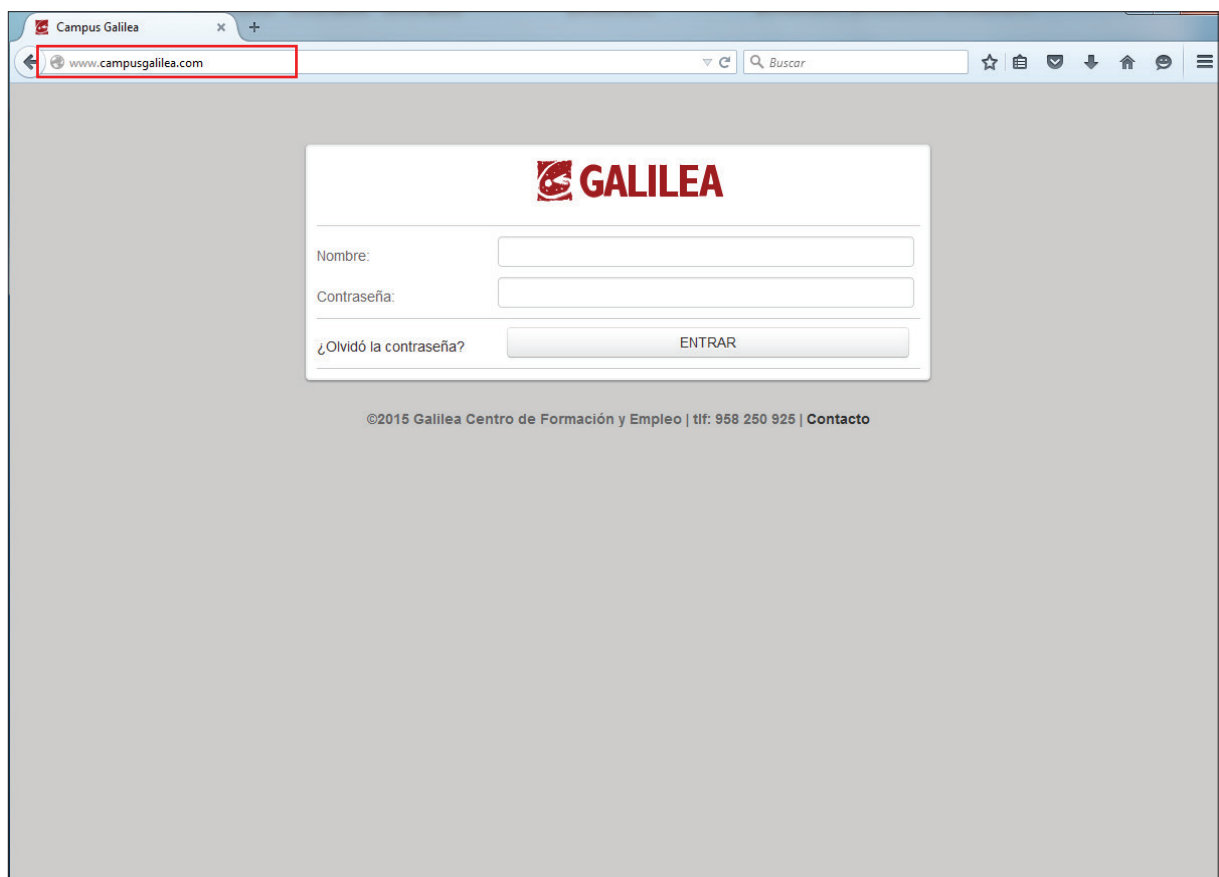 Campus Galilea
www.campusgalilea.com
Buscar
GALILEA
Nombre:
Contraseña:
¿Olvidó la contraseña? ENTRAR
©2015 Galilea Centro de Formación y Empleo | tlf: 958 250 925 | Contacto